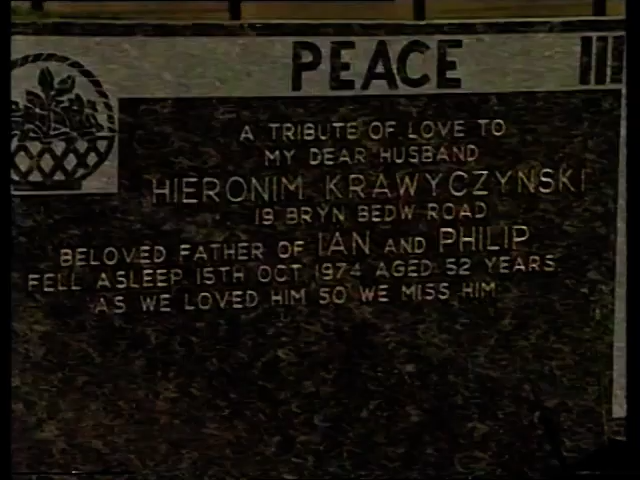 PEACE
A TRIBUTE OF LOVE TO
MY DEAR HUSBAND
HIERONIM KRAWYCZYNSKI
19 BRYN BEDW ROAD
BELOVED FATHER OF IAN AND PHILIP
FELL ASLEEP 15TH OCT 1974 AGED 52 YEARS
AS WE LOVED HIM SO WE MISS HIM